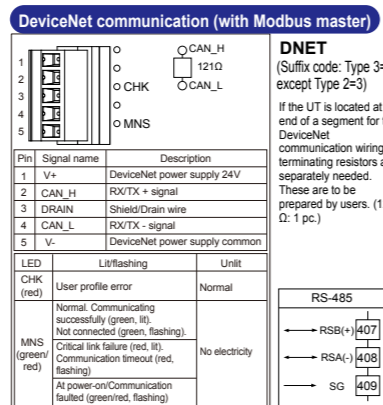 DeviceNet communication (with Modbus master)
1
2
3
4
5
CHK
MNS
CAN_H
121Ω
CAN_L
Pin Signal name Description
1 V+ DeviceNet power supply 24V
2 CAN_H RX/TX + signal
3 DRAIN Shield/Drain wire
4 CAN_L RX/TX - signal
5 V- DeviceNet power supply common
LED Lit/flashing Unlit
CHK
(red)
User profile error
Normal
MNS
(green/
red)
Normal. Communicating
successfully (green, lit).
Not connected (green, flashing).
Critical link failure (red, lit).
Communication timeout (red,
flashing)
At power-on/Communication
faulted (green/red, flashing)
No electricity
DNET
(Suffix code: Type 3=
except Type 2=3)
If the UT is located at
end of a segment for
DeviceNet
communication wiring
terminating resistors
separately needed.
These are to be
prepared by users. (1
Ω: 1 pc.)
RS-485
RSB(+) 407
RSA(-) 408
SG 409